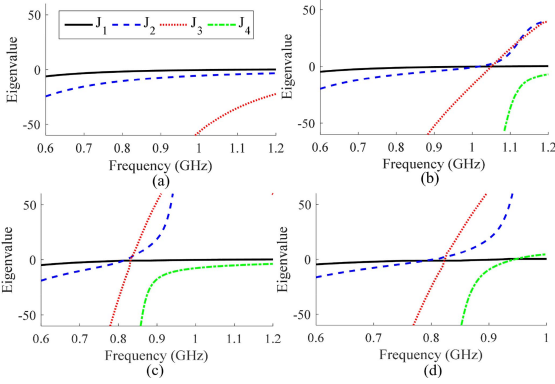 J1 J2 J3 J4
Eigenvalue
50
0
-50
0.6 0.7 0.8 0.9 1 1.1 1.2
Frequency (GHz)
(a)
Eigenvalue
50
0
-50
0.6 0.7 0.8 0.9 1 1.1 1.2
Frequency (GHz)
(b)
Eigenvalue
50
0
-50
0.6 0.7 0.8 0.9 1 1.1 1.2
Frequency (GHz)
(c)
Eigenvalue
50
0
-50
0.6 0.7 0.8 0.9 1
Frequency (GHz)
(d)